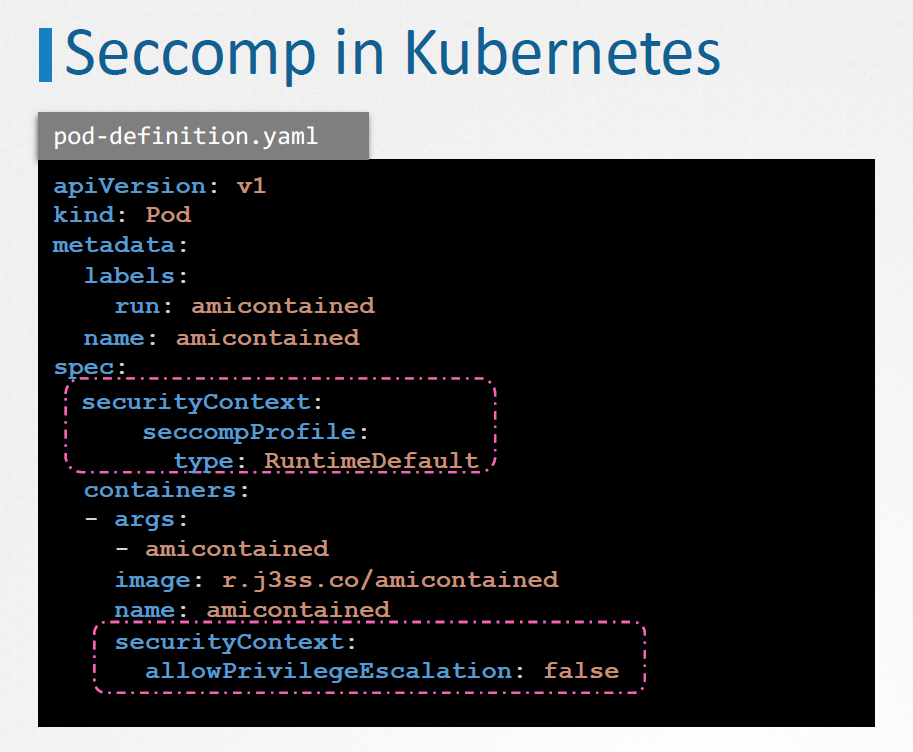 Seccomp in Kubernetes
pod-definition.yaml
apiVersion: v1
kind: Pod
metadata:
  labels:
    run: amicontained
  name: amicontained
spec:
  securityContext:
      seccompProfile:
        type: RuntimeDefault
  containers:
  - args:
    - amicontained
    image: r.j3ss.co/amicontained
    name: amicontained
    securityContext:
      allowPrivilegeEscalation: false